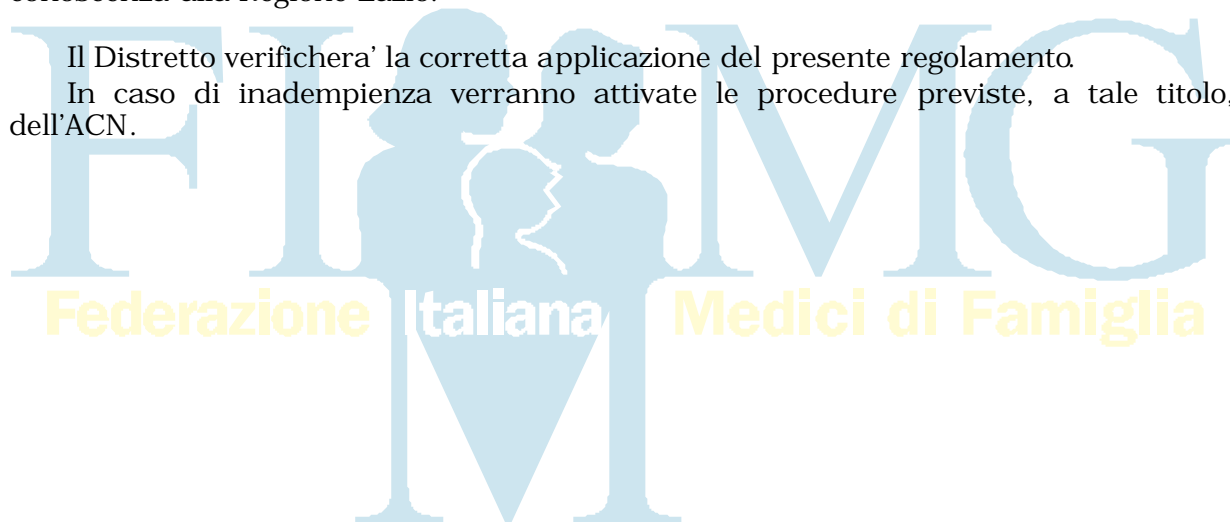 Il Distretto verifichera' la corretta applicazione del presente regolamento.
In caso di inadempienza verranno attivate le procedure previste, a tale titolo,
dell'ACN.
FIMMG
Federazione Italiana Medici di Famiglia